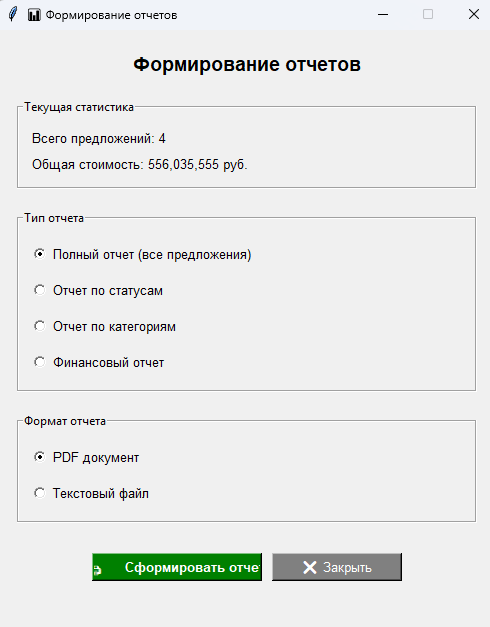 Формирование отчетов
Формирование отчетов
Текущая статистика
Всего предложений: 4
Общая стоимость: 556,035,555 руб.
Тип отчета
Полный отчет (все предложения)
Отчет по статусам
Отчет по категориям
Финансовый отчет
Формат отчета
PDF документ
Текстовый файл
Сформировать отче
Закрыть